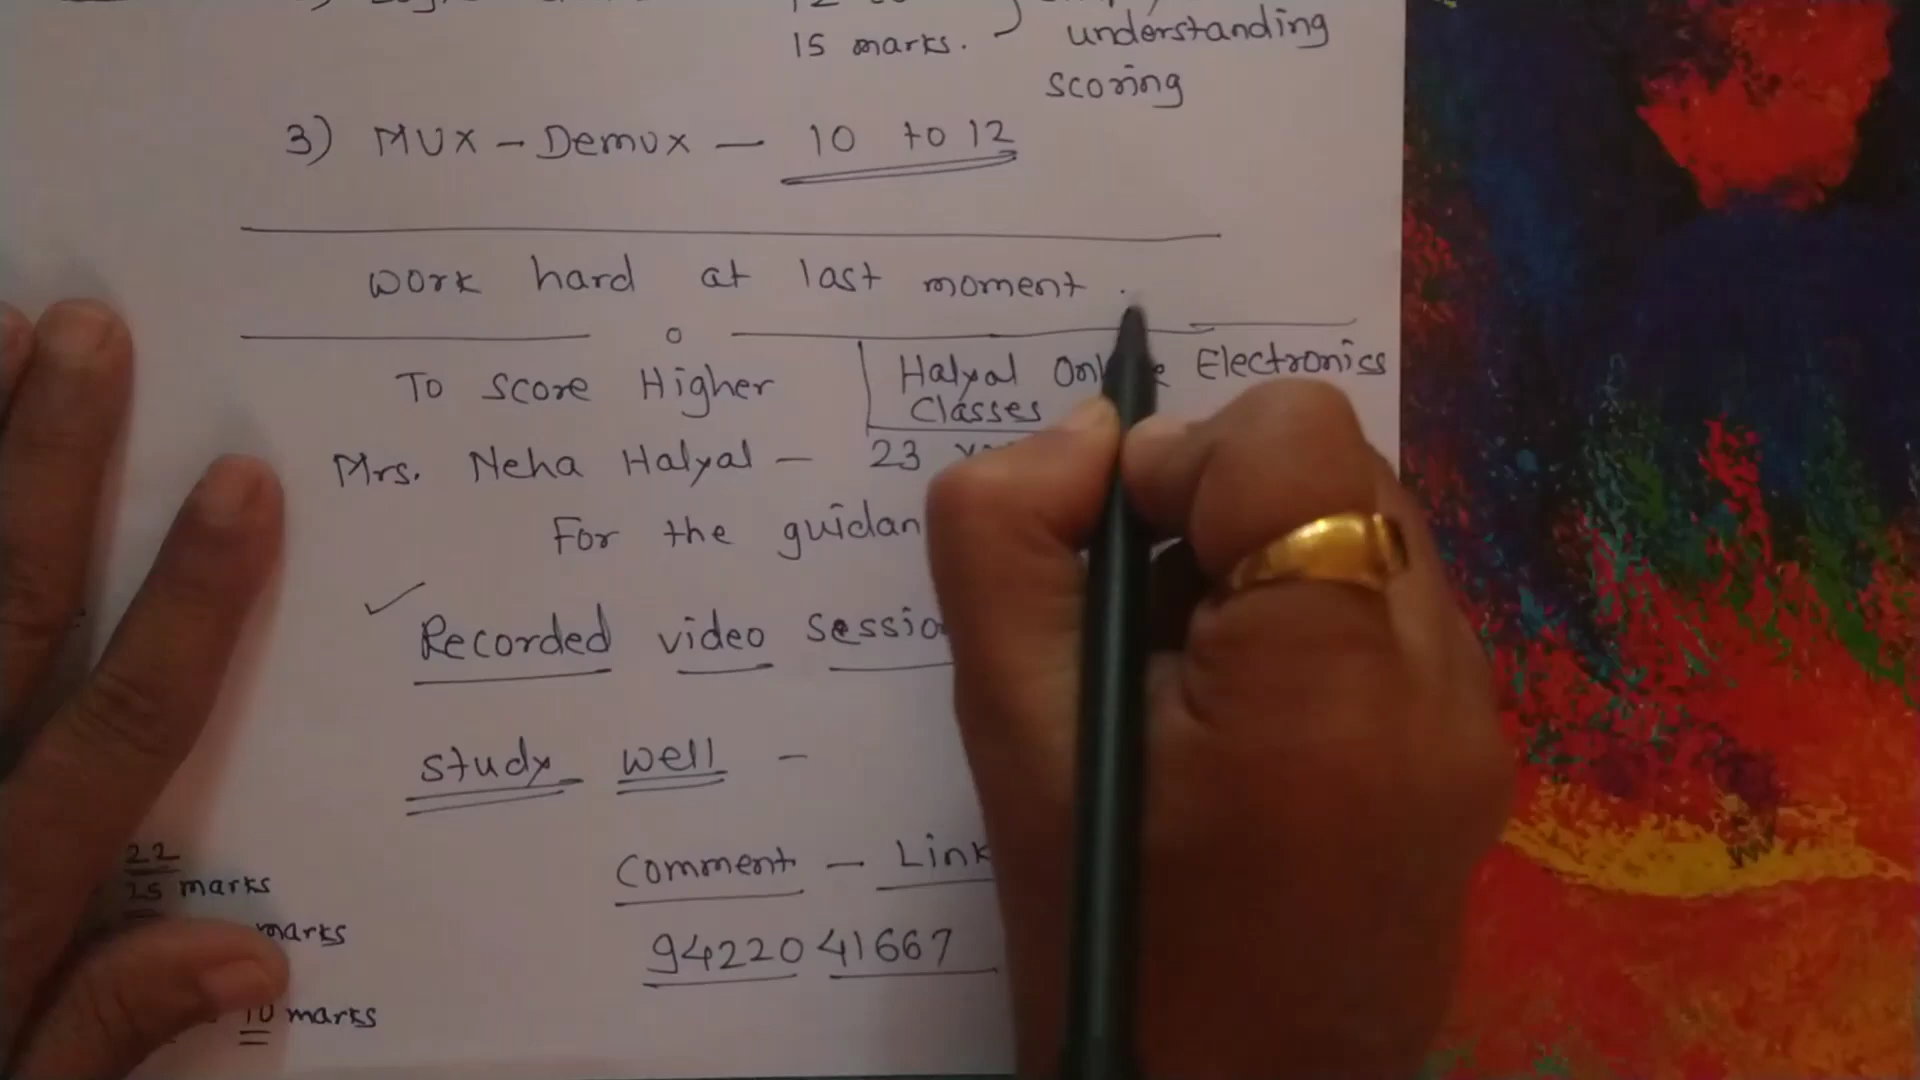 15 marks. understanding
scoring
3) MUX - Demux - 10 to 12
work hard at last moment .
To score Higher Halyal Electronics
Classes
Mrs. Neha Halyal - 23
For the
Recorded video
study well -
22
25 marks
Comment - Link
marks
94220 41667
10 marks